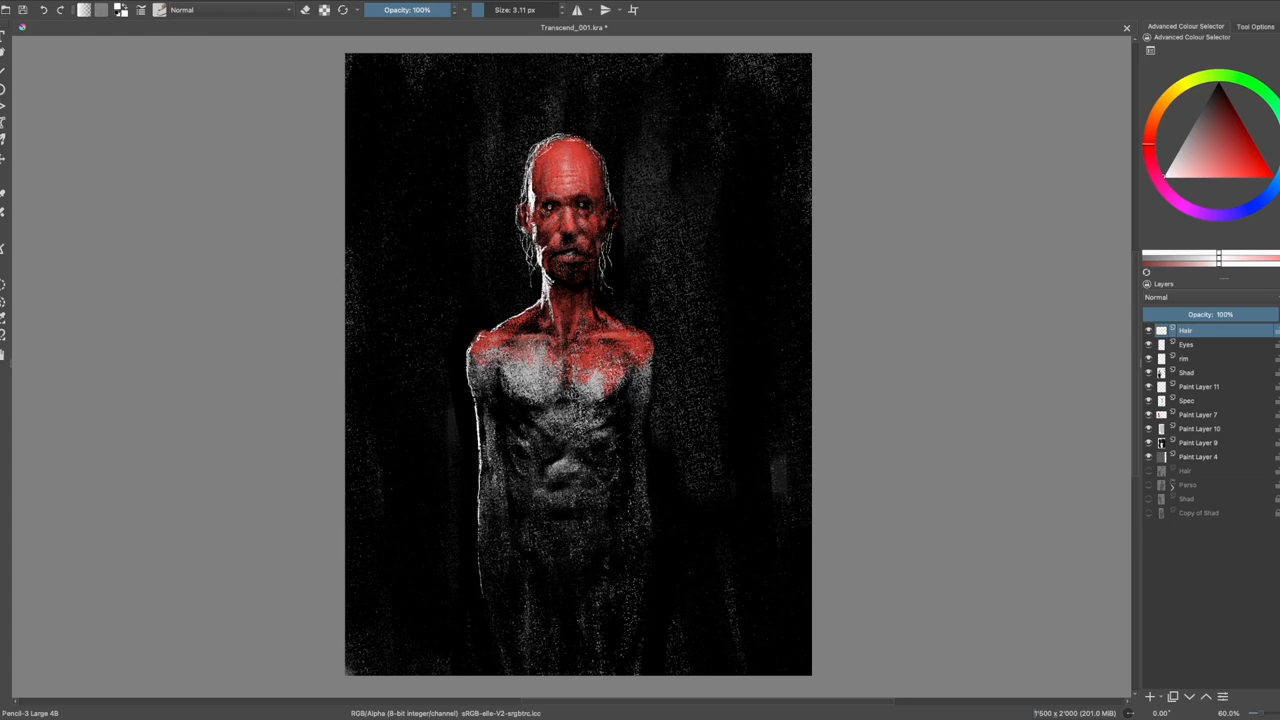 Normal
Opacity: 100%
Size: 3.11 px
Transcend_001.kra *
Advanced Colour Selector
Tool Options
Advanced Colour Selector
Layers
Normal
Opacity: 100%
Hair
Eyes
rim
Shad
Paint Layer 11
Spec
Paint Layer 7
Paint Layer 10
Paint Layer 9
Paint Layer 4
Hair
Perso
Shad
Copy of Shad
Pencil-3 Large 4B
RGB/Alpha (8-bit integer/channel) sRGB-elle-V2-srgbtrc.icc
1'500 x 2'000 (201.0 MiB)
0.00°
60.0%